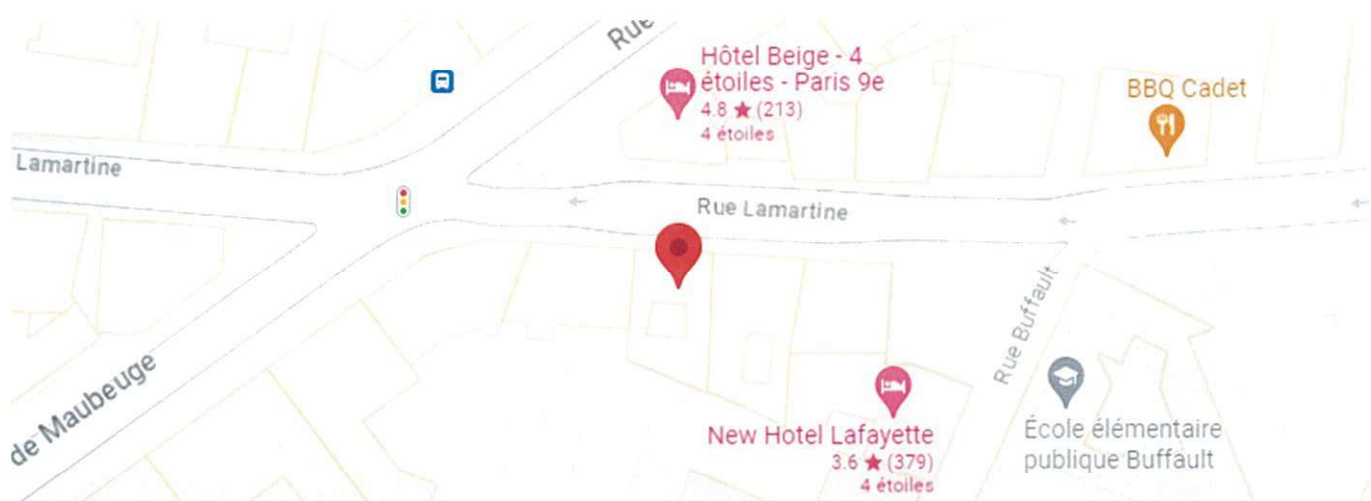 Rue
Hôtel Beige - 4
étoiles - Paris 9e
4.8 ★ (213)
4 étoiles
BBQ Cadet
Lamartine
Rue Lamartine
Rue Buffault
de Maubeuge
New Hotel Lafayette
3.6 ★ (379)
4 étoiles
École élémentaire
publique Buffault